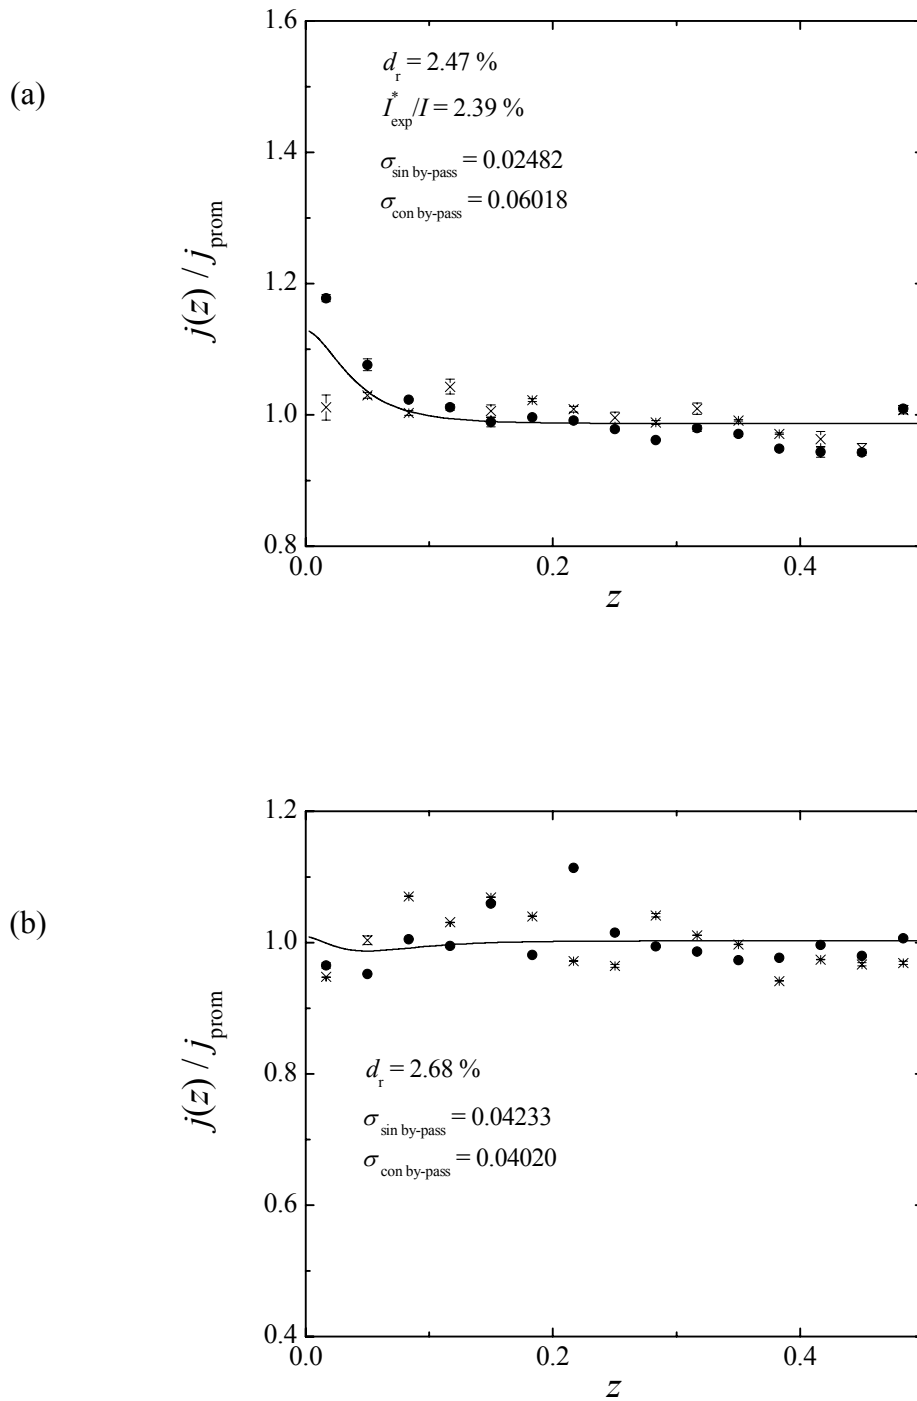 (a)
1.6
1.4
1.2
1.0
0.8
0.0
0.2
0.4
z
j(z) / j_prom
d_r = 2.47 %
I*_exp/I = 2.39 %
σ_sin by-pass = 0.02482
σ_con by-pass = 0.06018
(b)
1.2
1.0
0.8
0.6
0.4
0.0
0.2
0.4
z
j(z) / j_prom
d_r = 2.68 %
σ_sin by-pass = 0.04233
σ_con by-pass = 0.04020